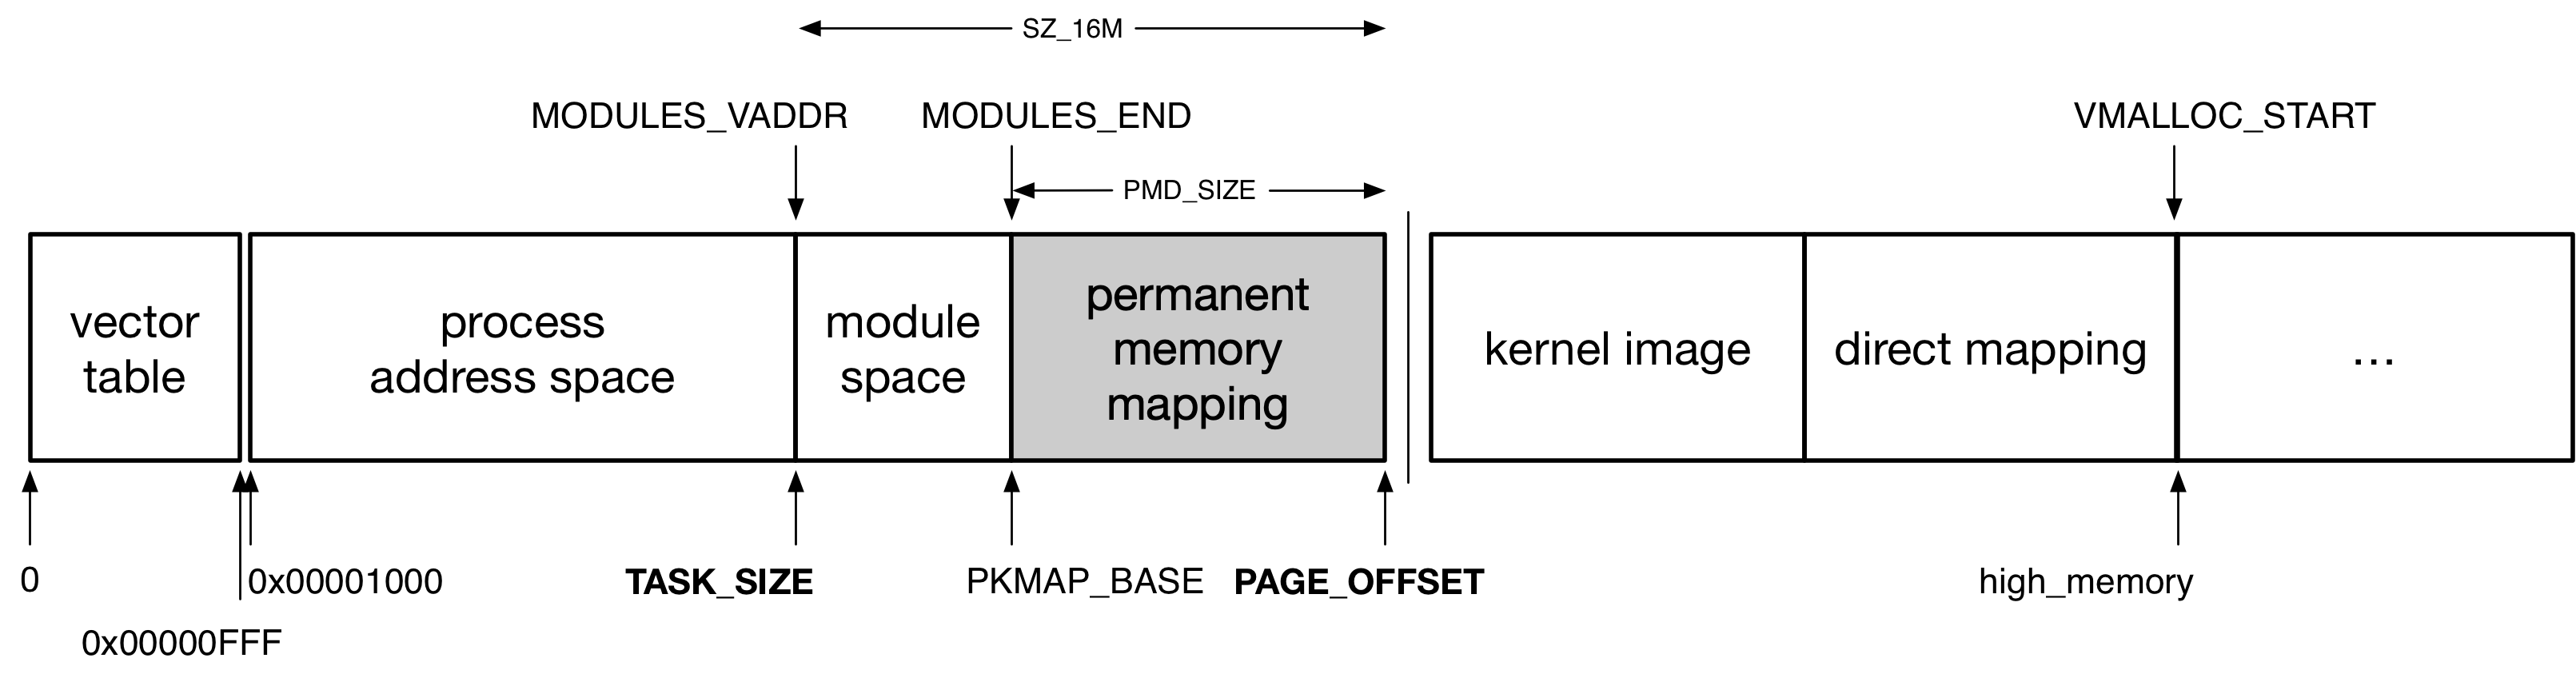 SZ_16M
MODULES_VADDR
MODULES_END
VMALLOC_START
PMD_SIZE
vector
table
process
address space
module
space
permanent
memory
mapping
kernel image
direct mapping
...
0
0x00001000
TASK_SIZE
PKMAP_BASE
PAGE_OFFSET
high_memory
0x00000FFF